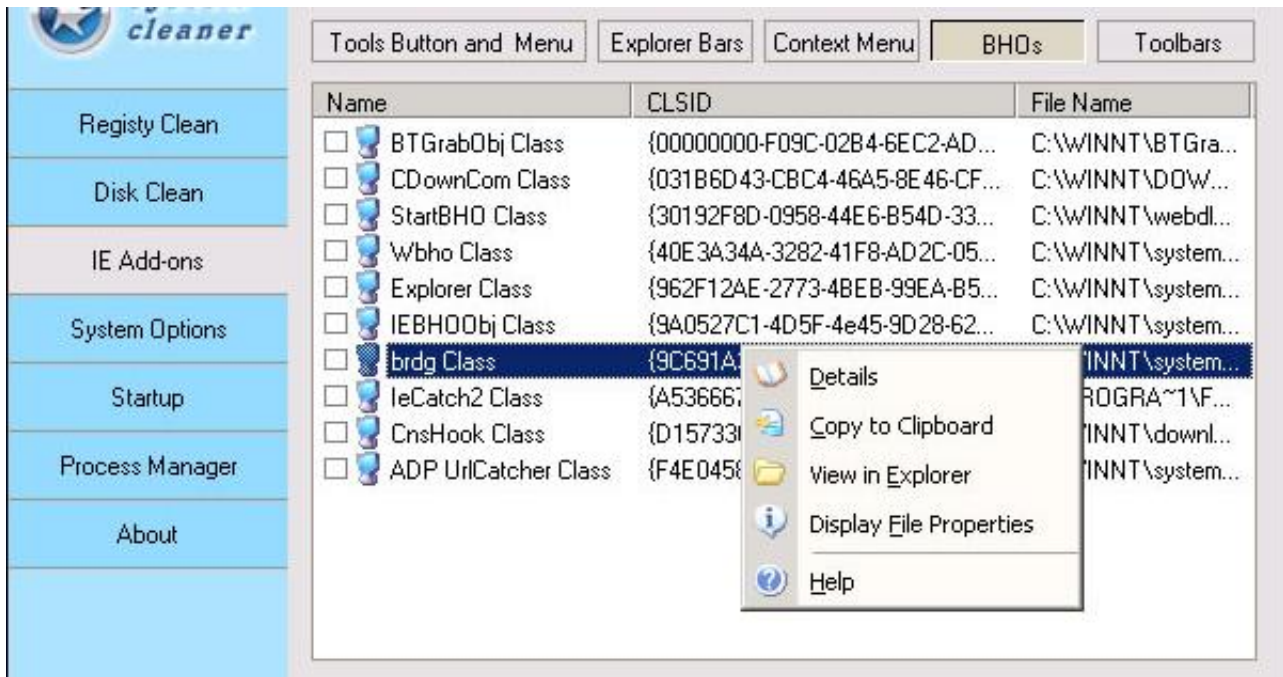 cleaner
Tools Button and Menu Explorer Bars Context Menu BHOs Toolbars
Registy Clean
Disk Clean
IE Add-ons
System Options
Startup
Process Manager
About
Name CLSID File Name
BTGrabObj Class {00000000-F09C-02B4-6EC2-AD... C:\WINNT\BTGra...
CDownCom Class {031B6D43-CBC4-46A5-8E46-CF... C:\WINNT\DOW...
StartBHO Class {30192F8D-0958-44E6-B54D-33... C:\WINNT\webdl...
Wbho Class {40E3A34A-3282-41F8-AD2C-05... C:\WINNT\system...
Explorer Class {962F12AE-2773-4BEB-99EA-B5... C:\WINNT\system...
IEBHOObj Class {9A0527C1-4D5F-4e45-9D28-62... C:\WINNT\system...
brdg Class {9C691A INNT\system...
IeCatch2 Class {A53666 ROGRA~1\F...
CnsHook Class {D15733 INNT\downl...
ADP UrlCatcher Class {F4E045 INNT\system...
Details
Copy to Clipboard
View in Explorer
Display File Properties
Help